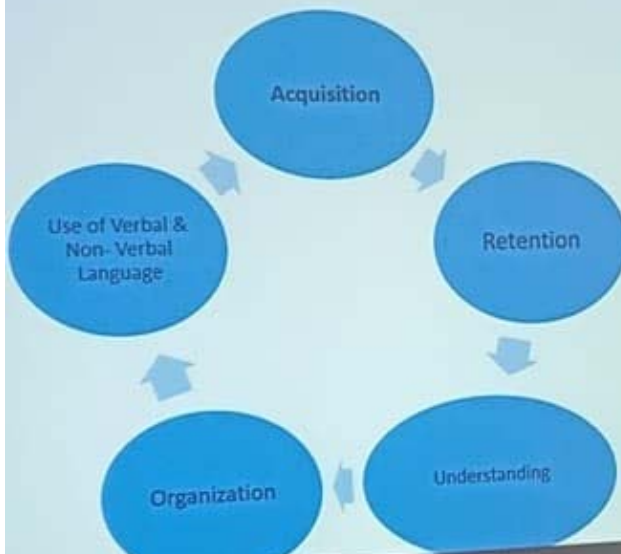 Acquisition
Retention
Understanding
Organization
Use of Verbal &
Non- Verbal
Language